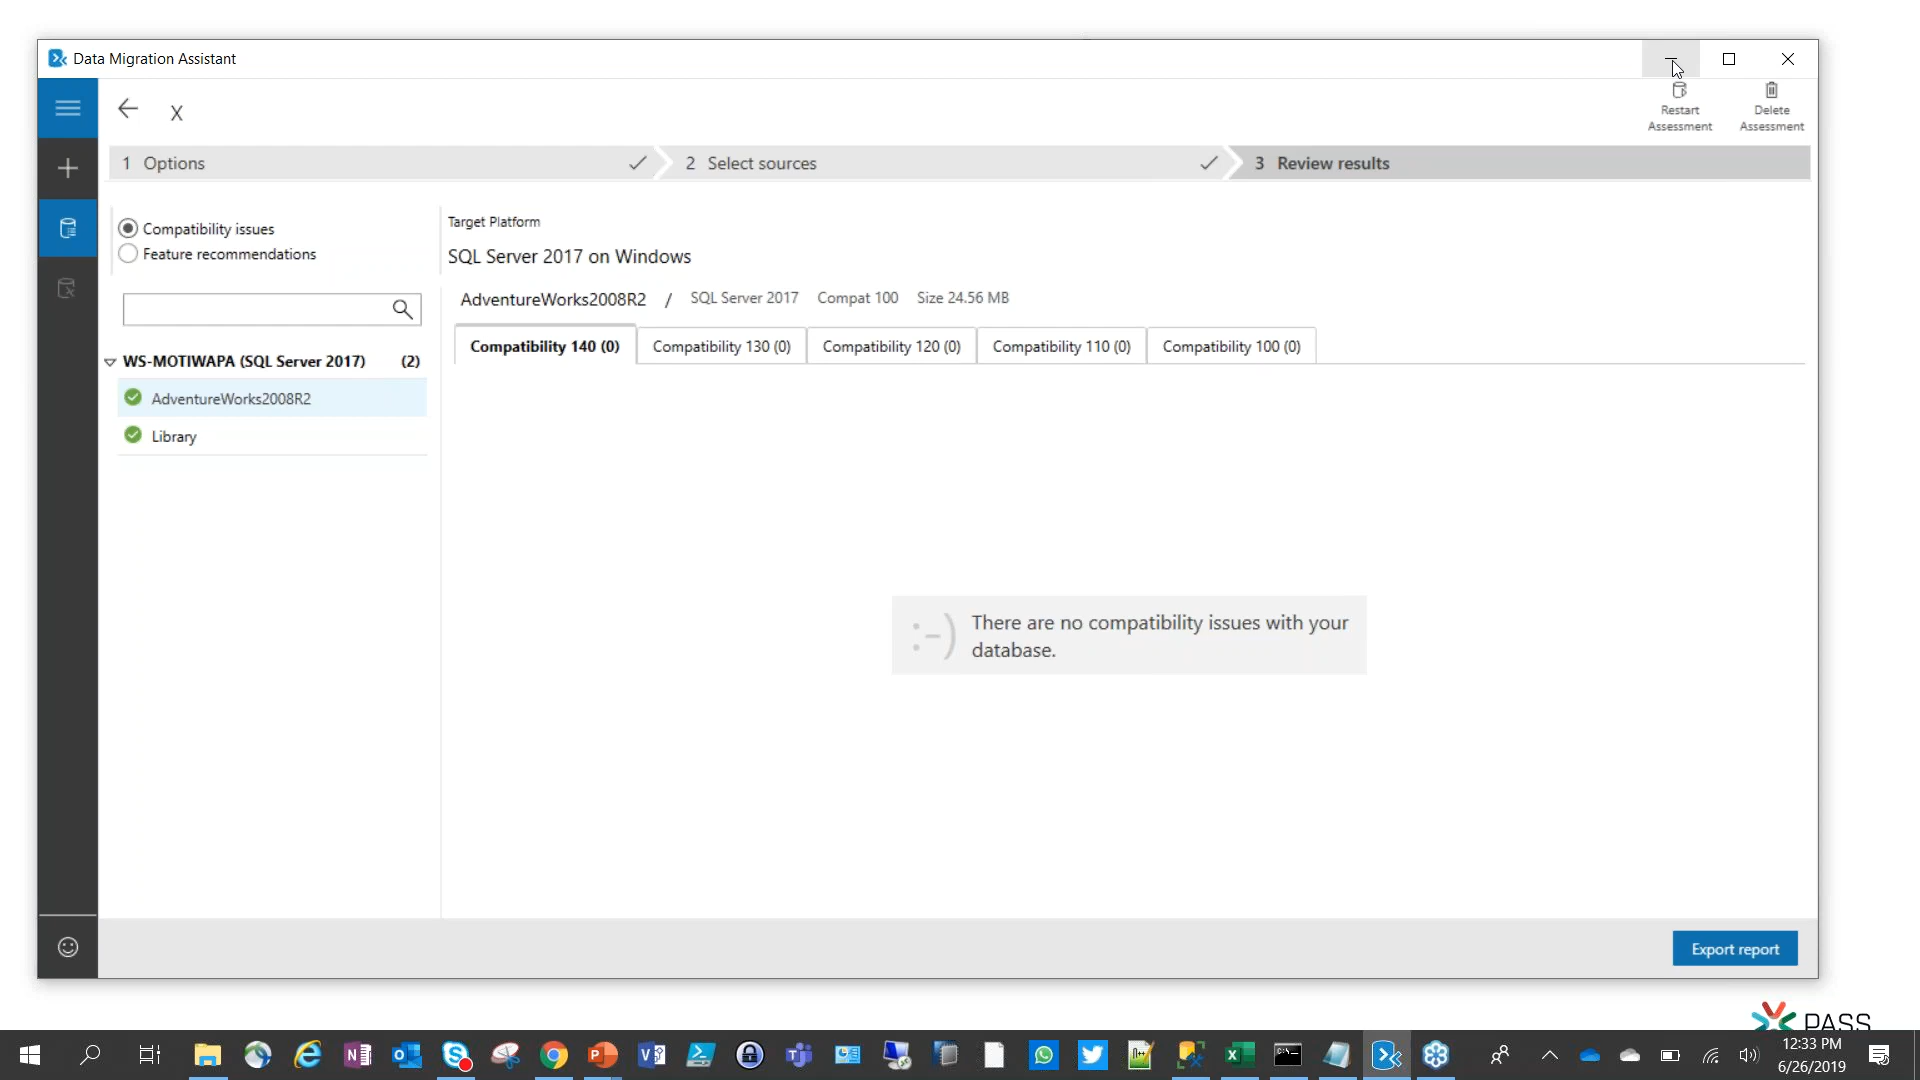 Data Migration Assistant
X
Restart
Assessment
Delete
Assessment
1 Options
2 Select sources
3 Review results
Compatibility issues
Feature recommendations
Target Platform
SQL Server 2017 on Windows
AdventureWorks2008R2 / SQL Server 2017 Compat 100 Size 24.56 MB
Compatibility 140 (0)
Compatibility 130 (0)
Compatibility 120 (0)
Compatibility 110 (0)
Compatibility 100 (0)
WS-MOTIWAPA (SQL Server 2017) (2)
AdventureWorks2008R2
Library
:-)
There are no compatibility issues with your
database.
Export report
PASS
12:33 PM
6/26/2019